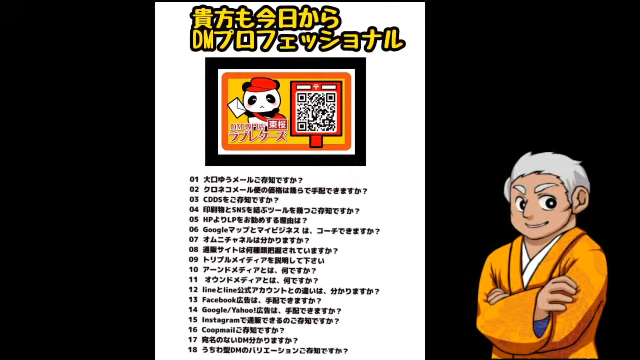 貴方も今日から
DMプロフェッショナル
〒
DM専門店 東桜
ラブレターズ
01 大口ゆうメールご存知ですか？
02 クロネコメール便の価格は幾らで手配できますか？
03 CDDSをご存知ですか？
04 印刷物とSNSを結ぶツールを幾つご存知ですか？
05 HPよりLPをお勧めする理由は？
06 Googleマップとマイビジネス は、コーチできますか？
07 オムニチャネルは分かりますか？
08 通販サイトは何種類把握されていますか？
09 トリプルメイディアを説明して下さい
10 アーンドメディアとは、何ですか？
11 オウンドメディアとは、何ですか？
12 lineとline公式アカウントとの違いは、分かりますか？
13 Facebook広告は、手配できますか？
14 Google/Yahoo!広告は、手配できますか？
15 Instagramで通販できるのご存知ですか？
16 Coopmailご存知ですか？
17 宛名のないDM分かりますか？
18 うちわ型DMのバリエーションご存知ですか？